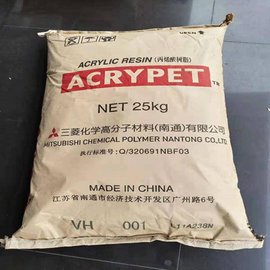 ACRYLIC RESIN (丙烯酸树脂)
ACRYPET TM
NET 25kg
三菱化学高分子材料(南通)有限公司
MITSUBISHI CHEMICAL POLYMER NANTONG CO.,LTD
执行标准号: Q/320691NBF03
MADE IN CHINA
江苏省南通市经济技术开发区广州路6号
VH 001 L11A238N